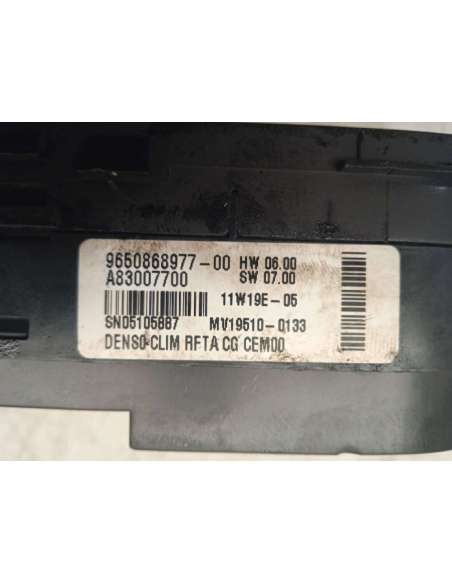 9650868977-00 HW 06.00
A83007700 SW 07.00
11W19E-05
SN05105887 MV19510-0133
DENSO-CLIM RFTA CG CEM00